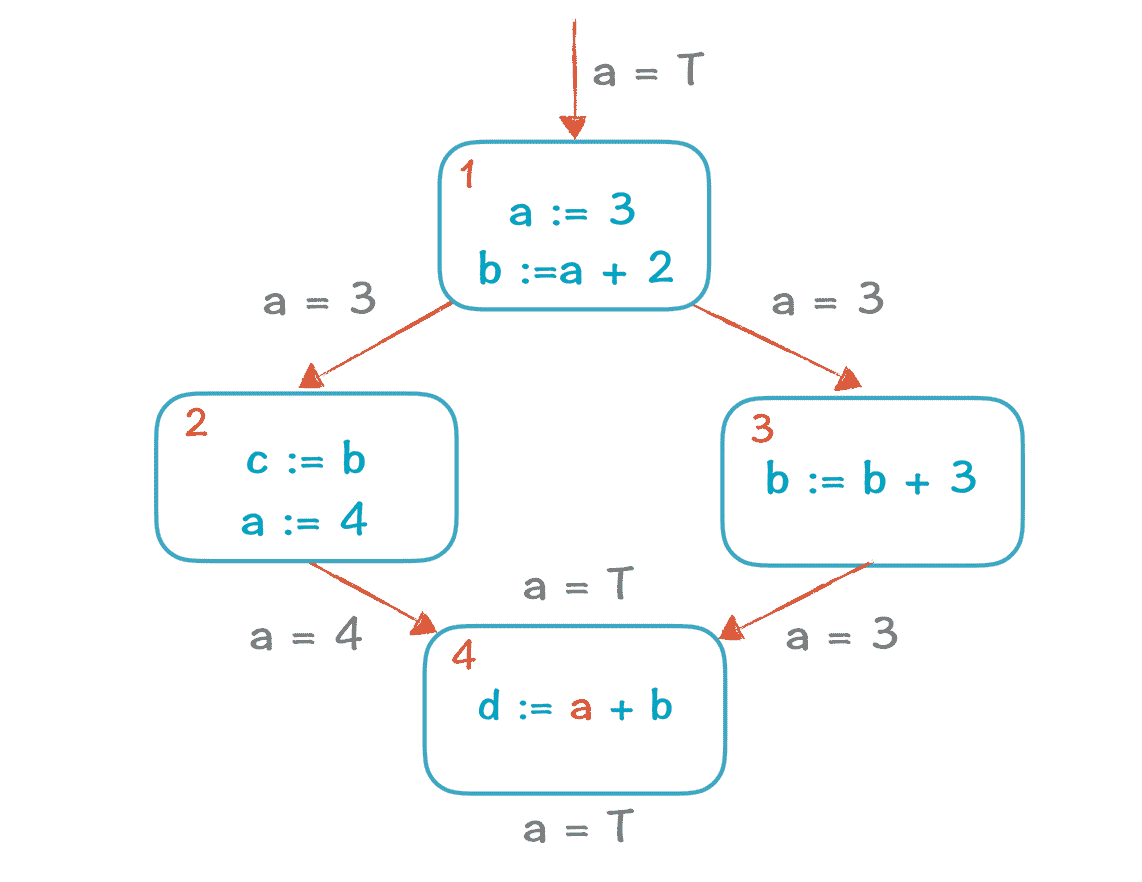 a = T
1
a := 3
b :=a + 2
a = 3
a = 3
2
c := b
a := 4
3
b := b + 3
a = T
a = 4
a = 3
4
d := a + b
a = T